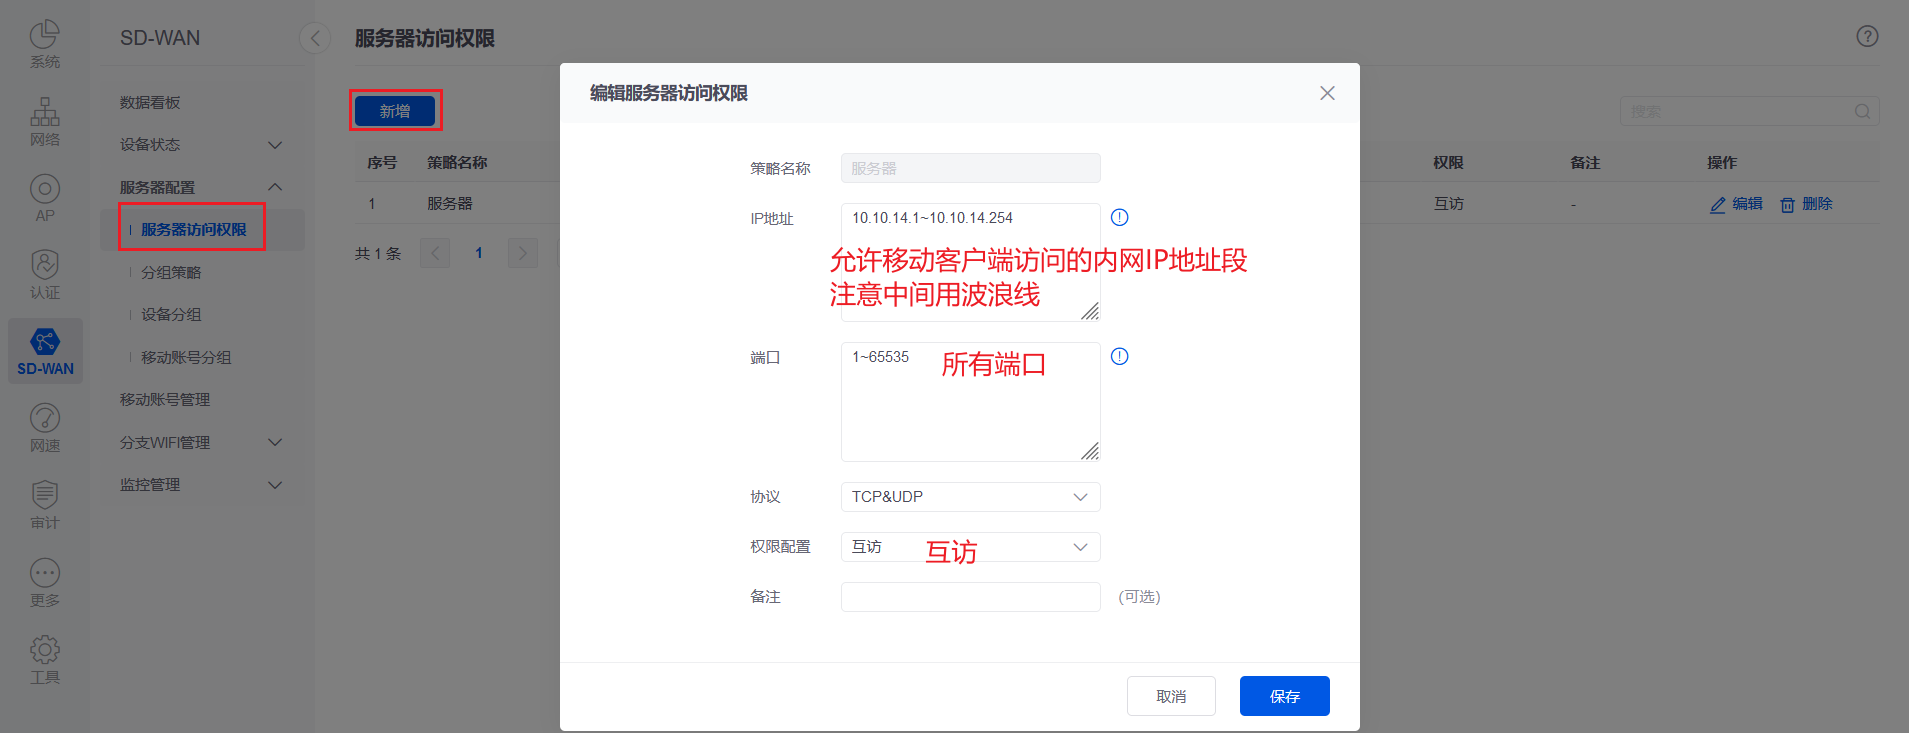 系统
网络
AP
认证
SD-WAN
网速
审计
更多
工具
SD-WAN
数据看板
设备状态
服务器配置
服务器访问权限
分组策略
设备分组
移动账号分组
移动账号管理
分支WIFI管理
监控管理
服务器访问权限
新增
搜索
序号 策略名称 权限 备注 操作
1 服务器 互访 - 编辑 删除
共 1 条 1
编辑服务器访问权限
策略名称 服务器
IP地址 10.10.14.1~10.10.14.254
允许移动客户端访问的内网IP地址段
注意中间用波浪线
端口 1~65535 所有端口
协议 TCP&UDP
权限配置 互访 互访
备注 (可选)
取消 保存